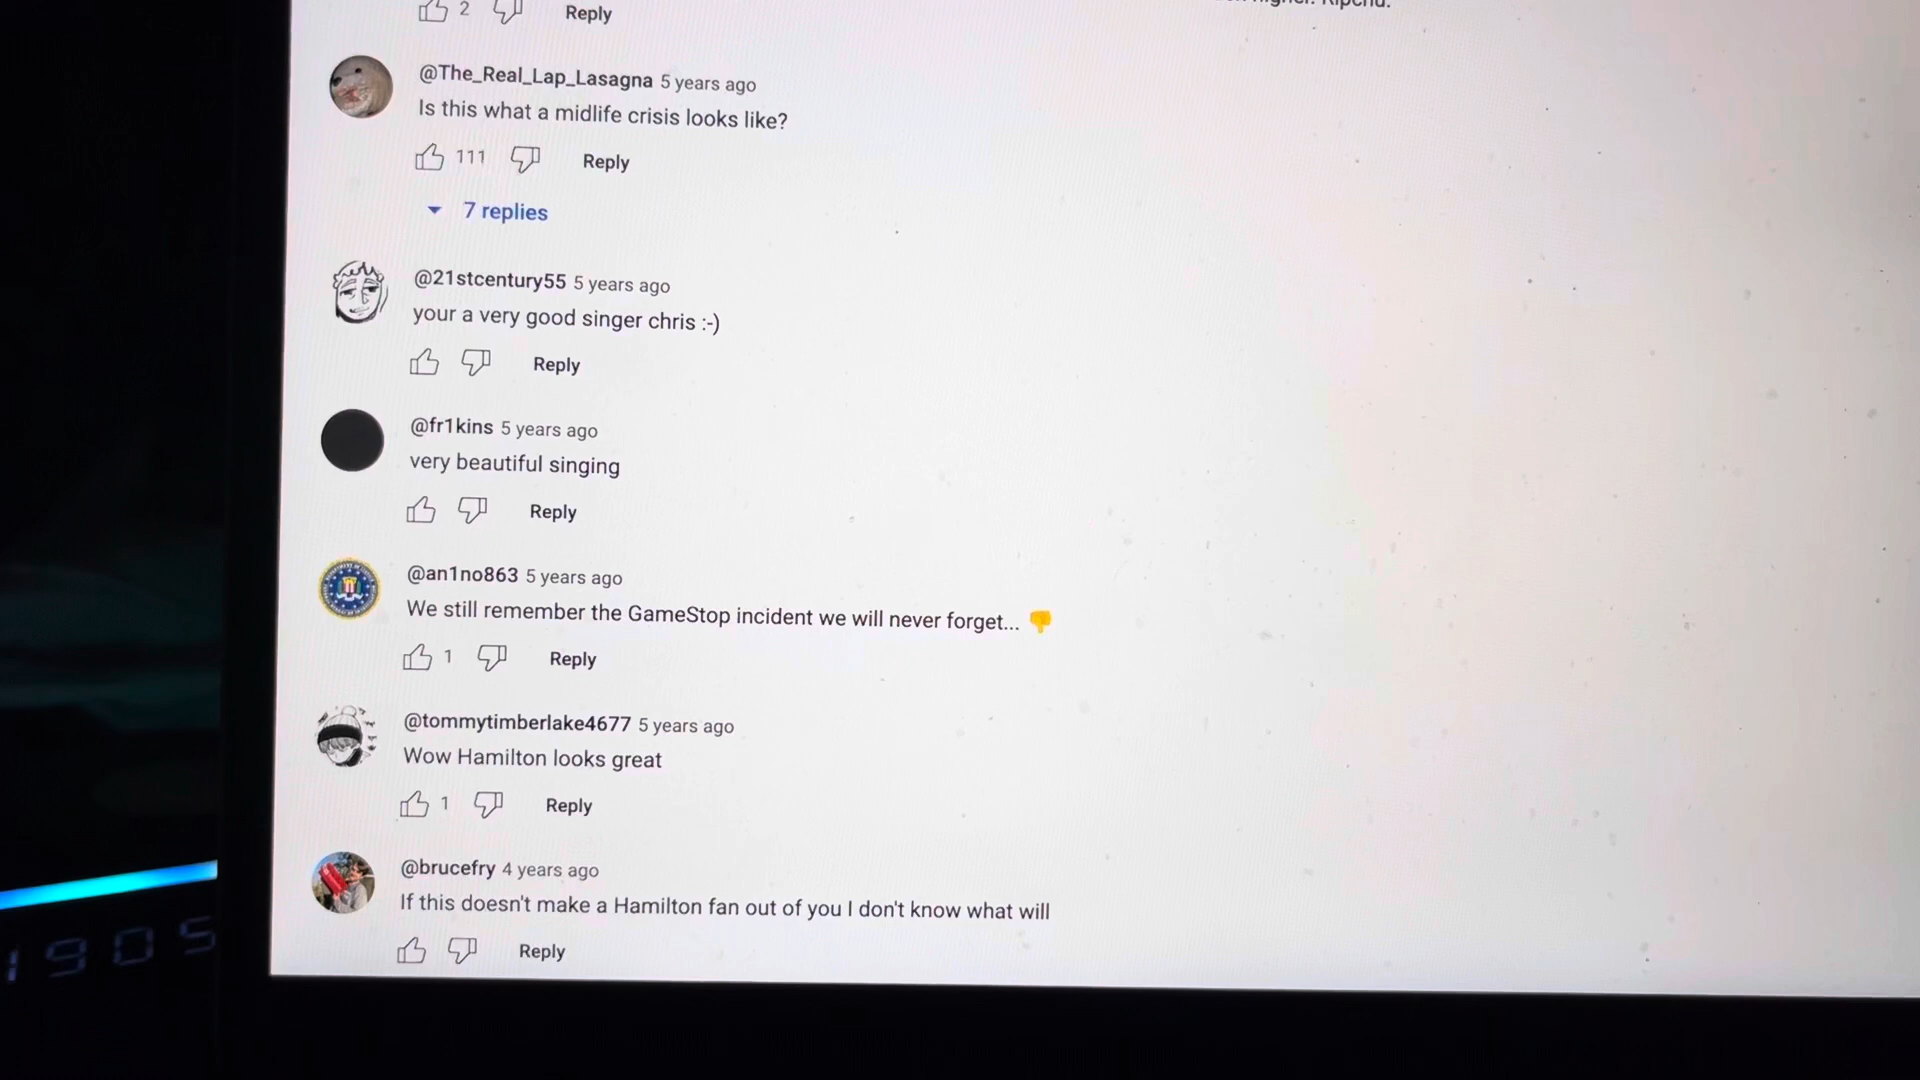 2 Reply
@The_Real_Lap_Lasagna 5 years ago
Is this what a midlife crisis looks like?
111 Reply
7 replies
@21stcentury55 5 years ago
your a very good singer chris :-)
Reply
@fr1kins 5 years ago
very beautiful singing
Reply
@an1no863 5 years ago
We still remember the GameStop incident we will never forget... 👎
1 Reply
@tommytimberlake4677 5 years ago
Wow Hamilton looks great
1 Reply
@brucefry 4 years ago
If this doesn't make a Hamilton fan out of you I don't know what will
Reply
1905